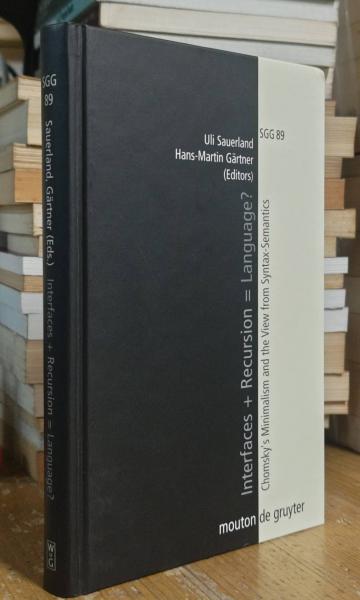 SGG
89
Sauerland, Gärtner (Eds.)
Interfaces + Recursion = Language?
W
G
Uli Sauerland
Hans-Martin Gärtner
(Editors)
SGG 89
Interfaces + Recursion = Language?
Chomsky's Minimalism and the View from Syntax-Semantics
mouton de gruyter